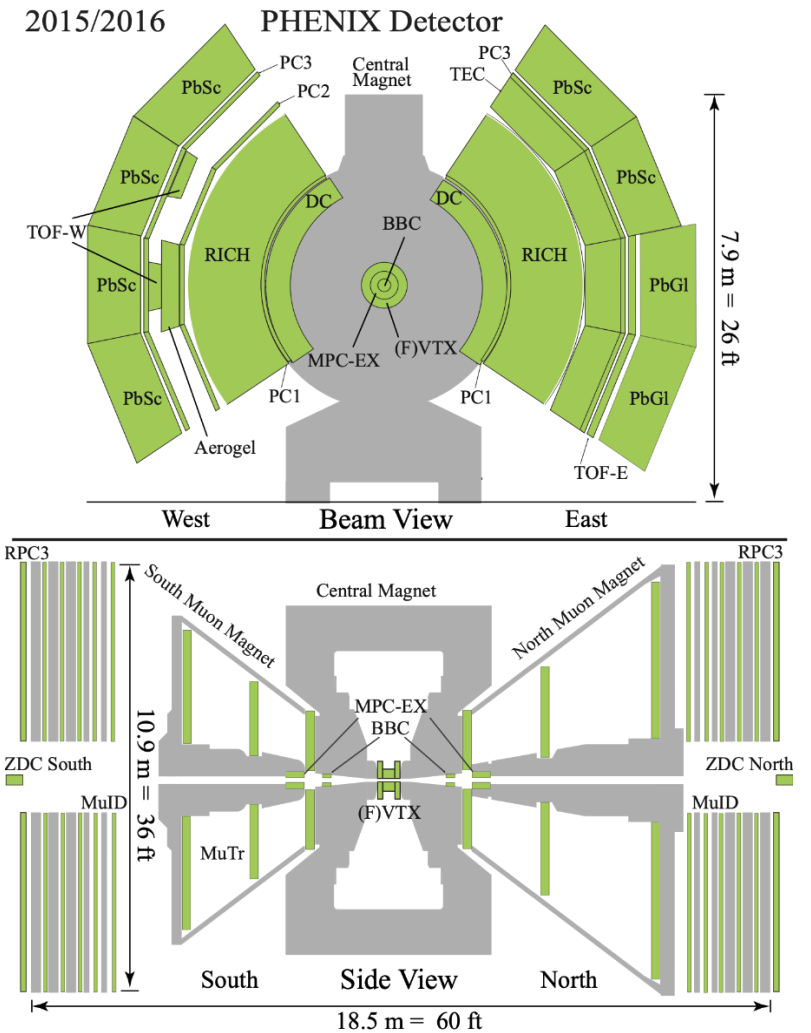 2015/2016 PHENIX Detector
PC3
Central
Magnet
PC3
TEC
PbSc
PC2
PbSc
PbSc
DC
DC
PbSc
TOF-W
BBC
RICH
RICH
PbSc
PbGl
7.9 m = 26 ft
MPC-EX
(F)VTX
PbSc
PC1
PC1
PbGl
Aerogel
TOF-E
West
Beam View
East
RPC3
RPC3
South Muon Magnet
Central Magnet
North Muon Magnet
10.9 m = 36 ft
MPC-EX
BBC
ZDC South
ZDC North
MuID
(F)VTX
MuID
MuTr
South
Side View
North
18.5 m = 60 ft